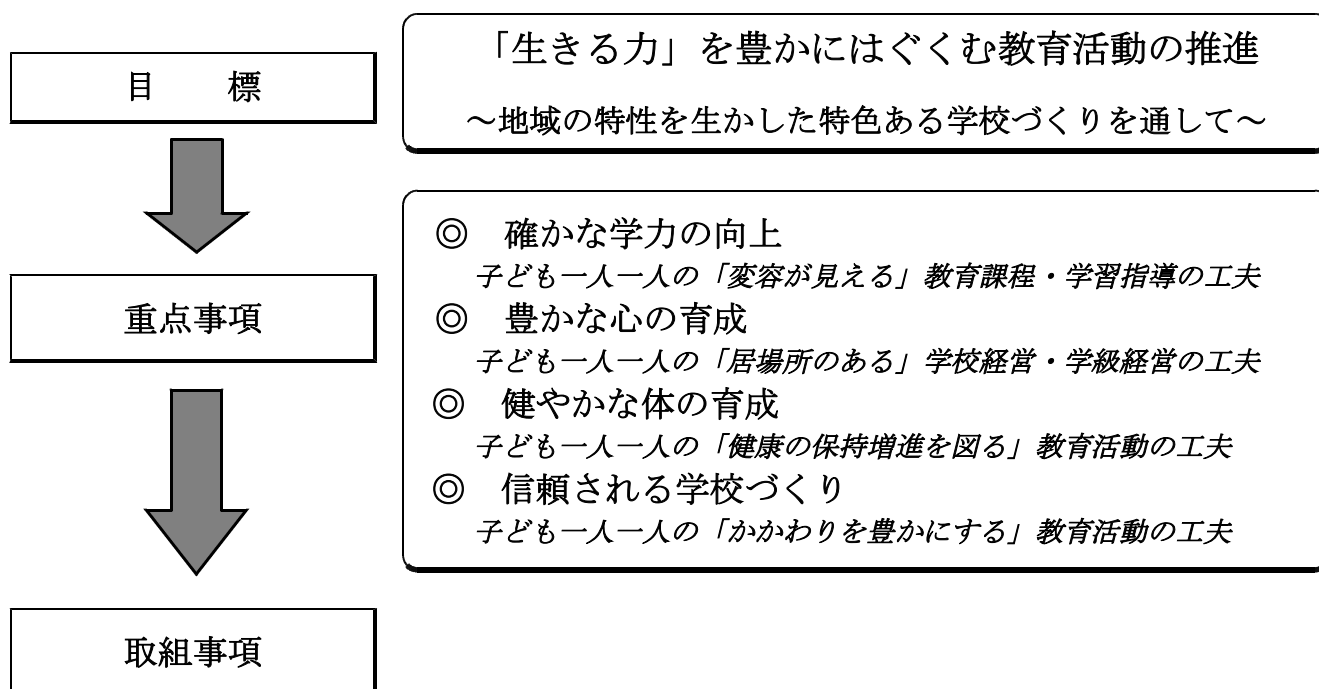 目　　標
「生きる力」を豊かにはぐくむ教育活動の推進
～地域の特性を生かした特色ある学校づくりを通して～
重点事項
◎　確かな学力の向上
子ども一人一人の「変容が見える」教育課程・学習指導の工夫
◎　豊かな心の育成
子ども一人一人の「居場所のある」学校経営・学級経営の工夫
◎　健やかな体の育成
子ども一人一人の「健康の保持増進を図る」教育活動の工夫
◎　信頼される学校づくり
子ども一人一人の「かかわりを豊かにする」教育活動の工夫
取組事項